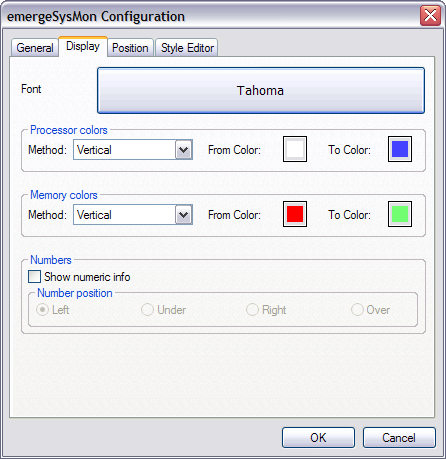 emergeSysMon Configuration
General Display Position Style Editor
Font Tahoma
Processor colors
Method: Vertical From Color: To Color:
Memory colors
Method: Vertical From Color: To Color:
Numbers
Show numeric info
Number position
Left Under Right Over
OK Cancel